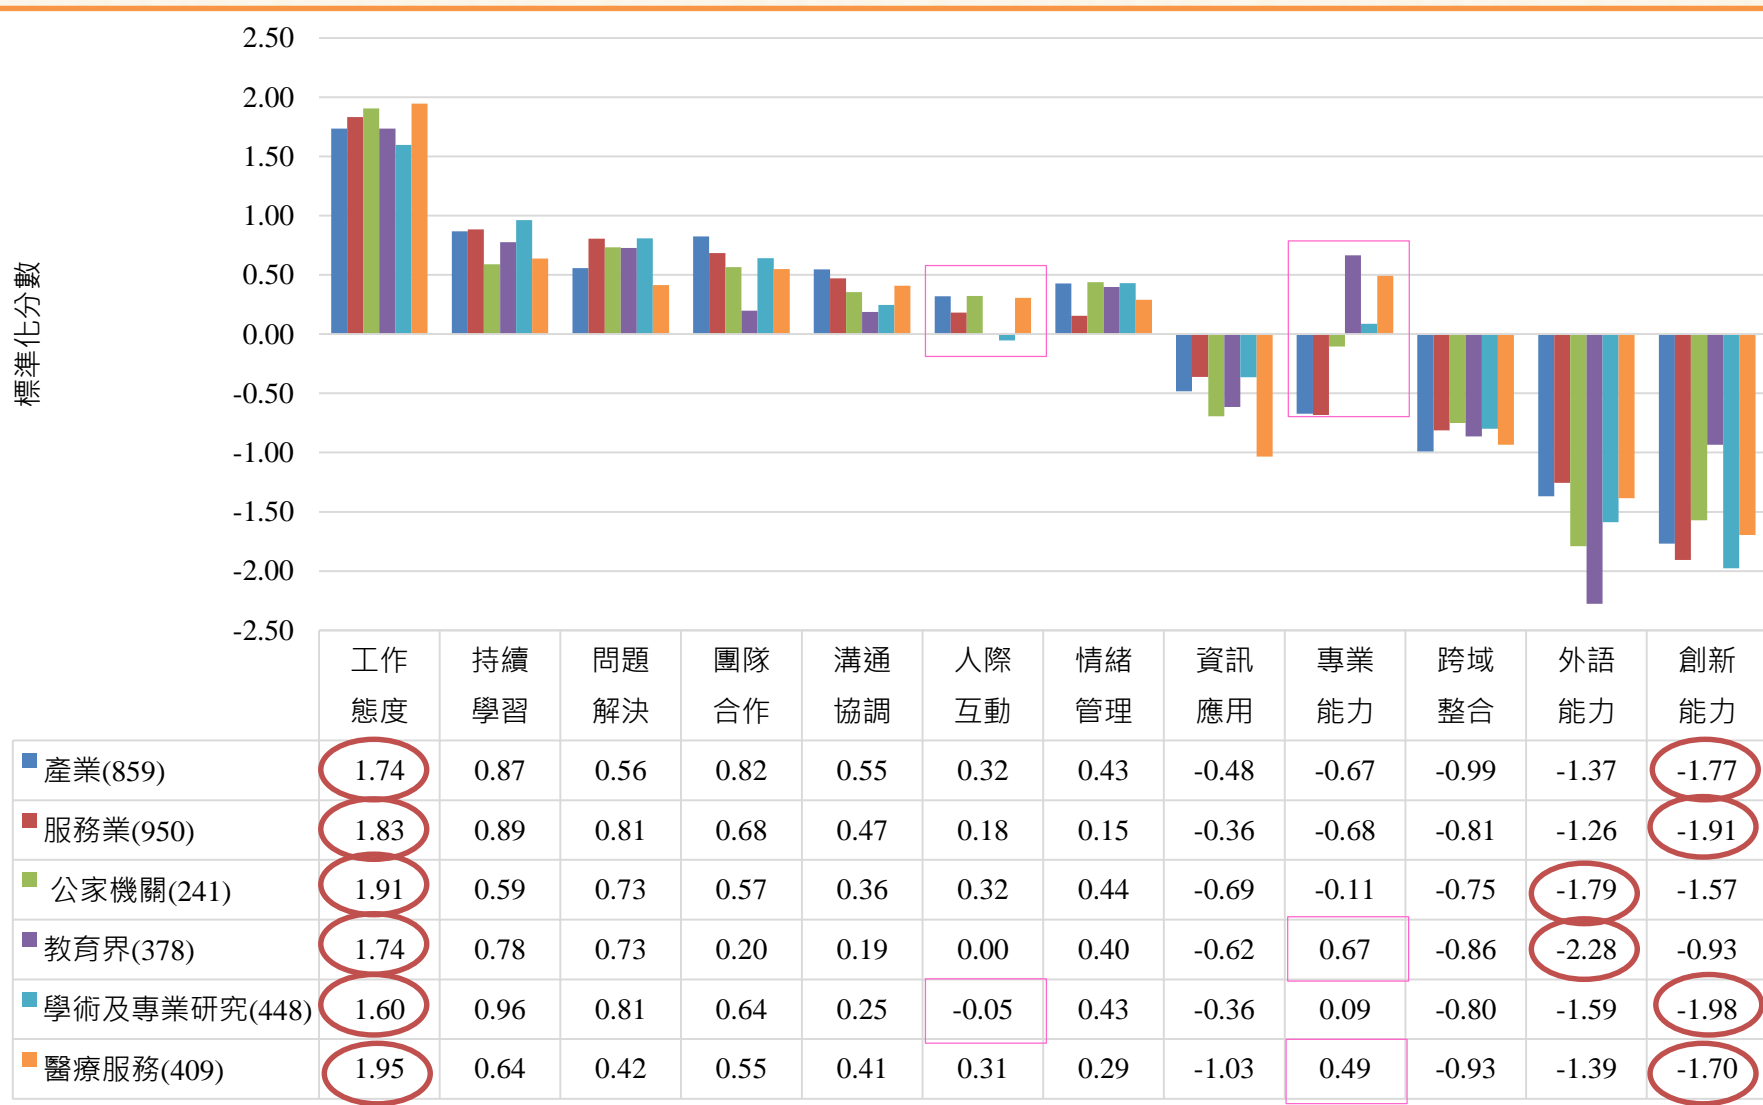 2.50
2.00
1.50
1.00
0.50
0.00
-0.50
-1.00
-1.50
-2.00
-2.50
標準化分數
工作 持續 問題 團隊 溝通 人際 情緒 資訊 專業 跨域 外語 創新
態度 學習 解決 合作 協調 互動 管理 應用 能力 整合 能力 能力
產業(859) 1.74 0.87 0.56 0.82 0.55 0.32 0.43 -0.48 -0.67 -0.99 -1.37 -1.77
服務業(950) 1.83 0.89 0.81 0.68 0.47 0.18 0.15 -0.36 -0.68 -0.81 -1.26 -1.91
公家機關(241) 1.91 0.59 0.73 0.57 0.36 0.32 0.44 -0.69 -0.11 -0.75 -1.79 -1.57
教育界(378) 1.74 0.78 0.73 0.20 0.19 0.00 0.40 -0.62 0.67 -0.86 -2.28 -0.93
學術及專業研究(448) 1.60 0.96 0.81 0.64 0.25 -0.05 0.43 -0.36 0.09 -0.80 -1.59 -1.98
醫療服務(409) 1.95 0.64 0.42 0.55 0.41 0.31 0.29 -1.03 0.49 -0.93 -1.39 -1.70